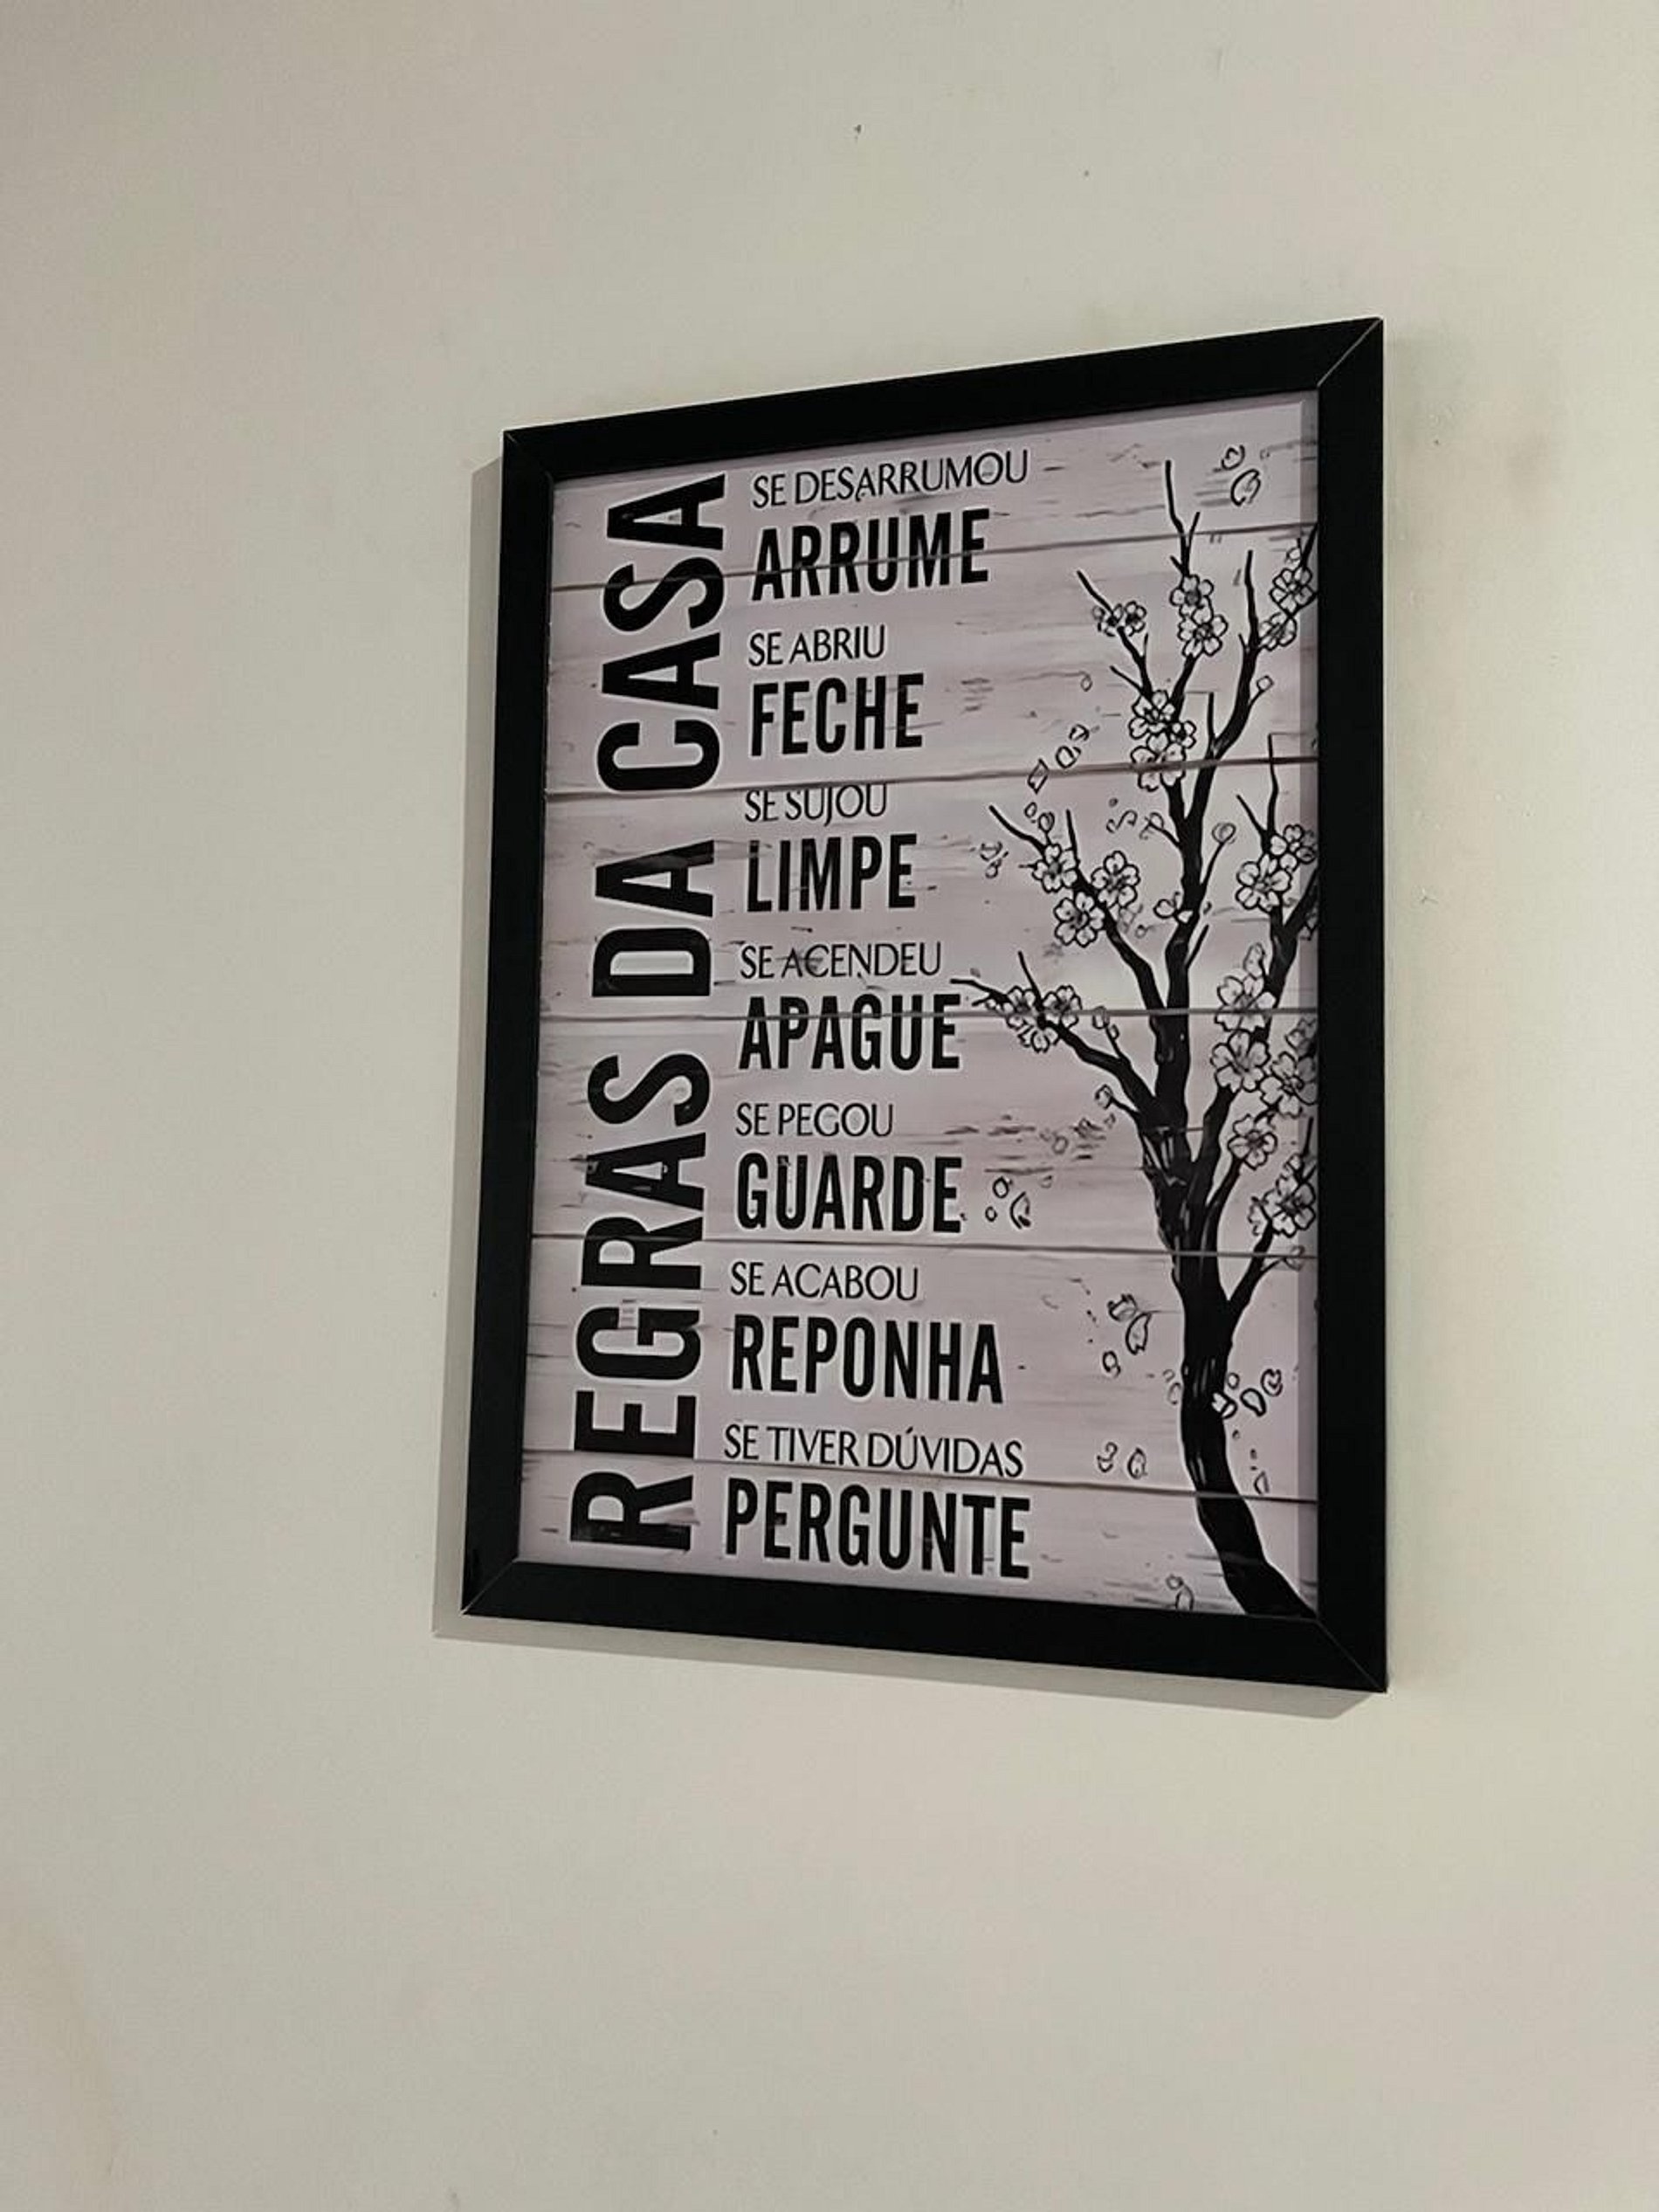 REGRAS DA CASA
SE DESARRUMOU
ARRUME
SE ABRIU
FECHE
SE SUJOU
LIMPE
SE ACENDEU
APAGUE
SE PEGOU
GUARDE
SE ACABOU
REPONHA
SE TIVER DÚVIDAS
PERGUNTE